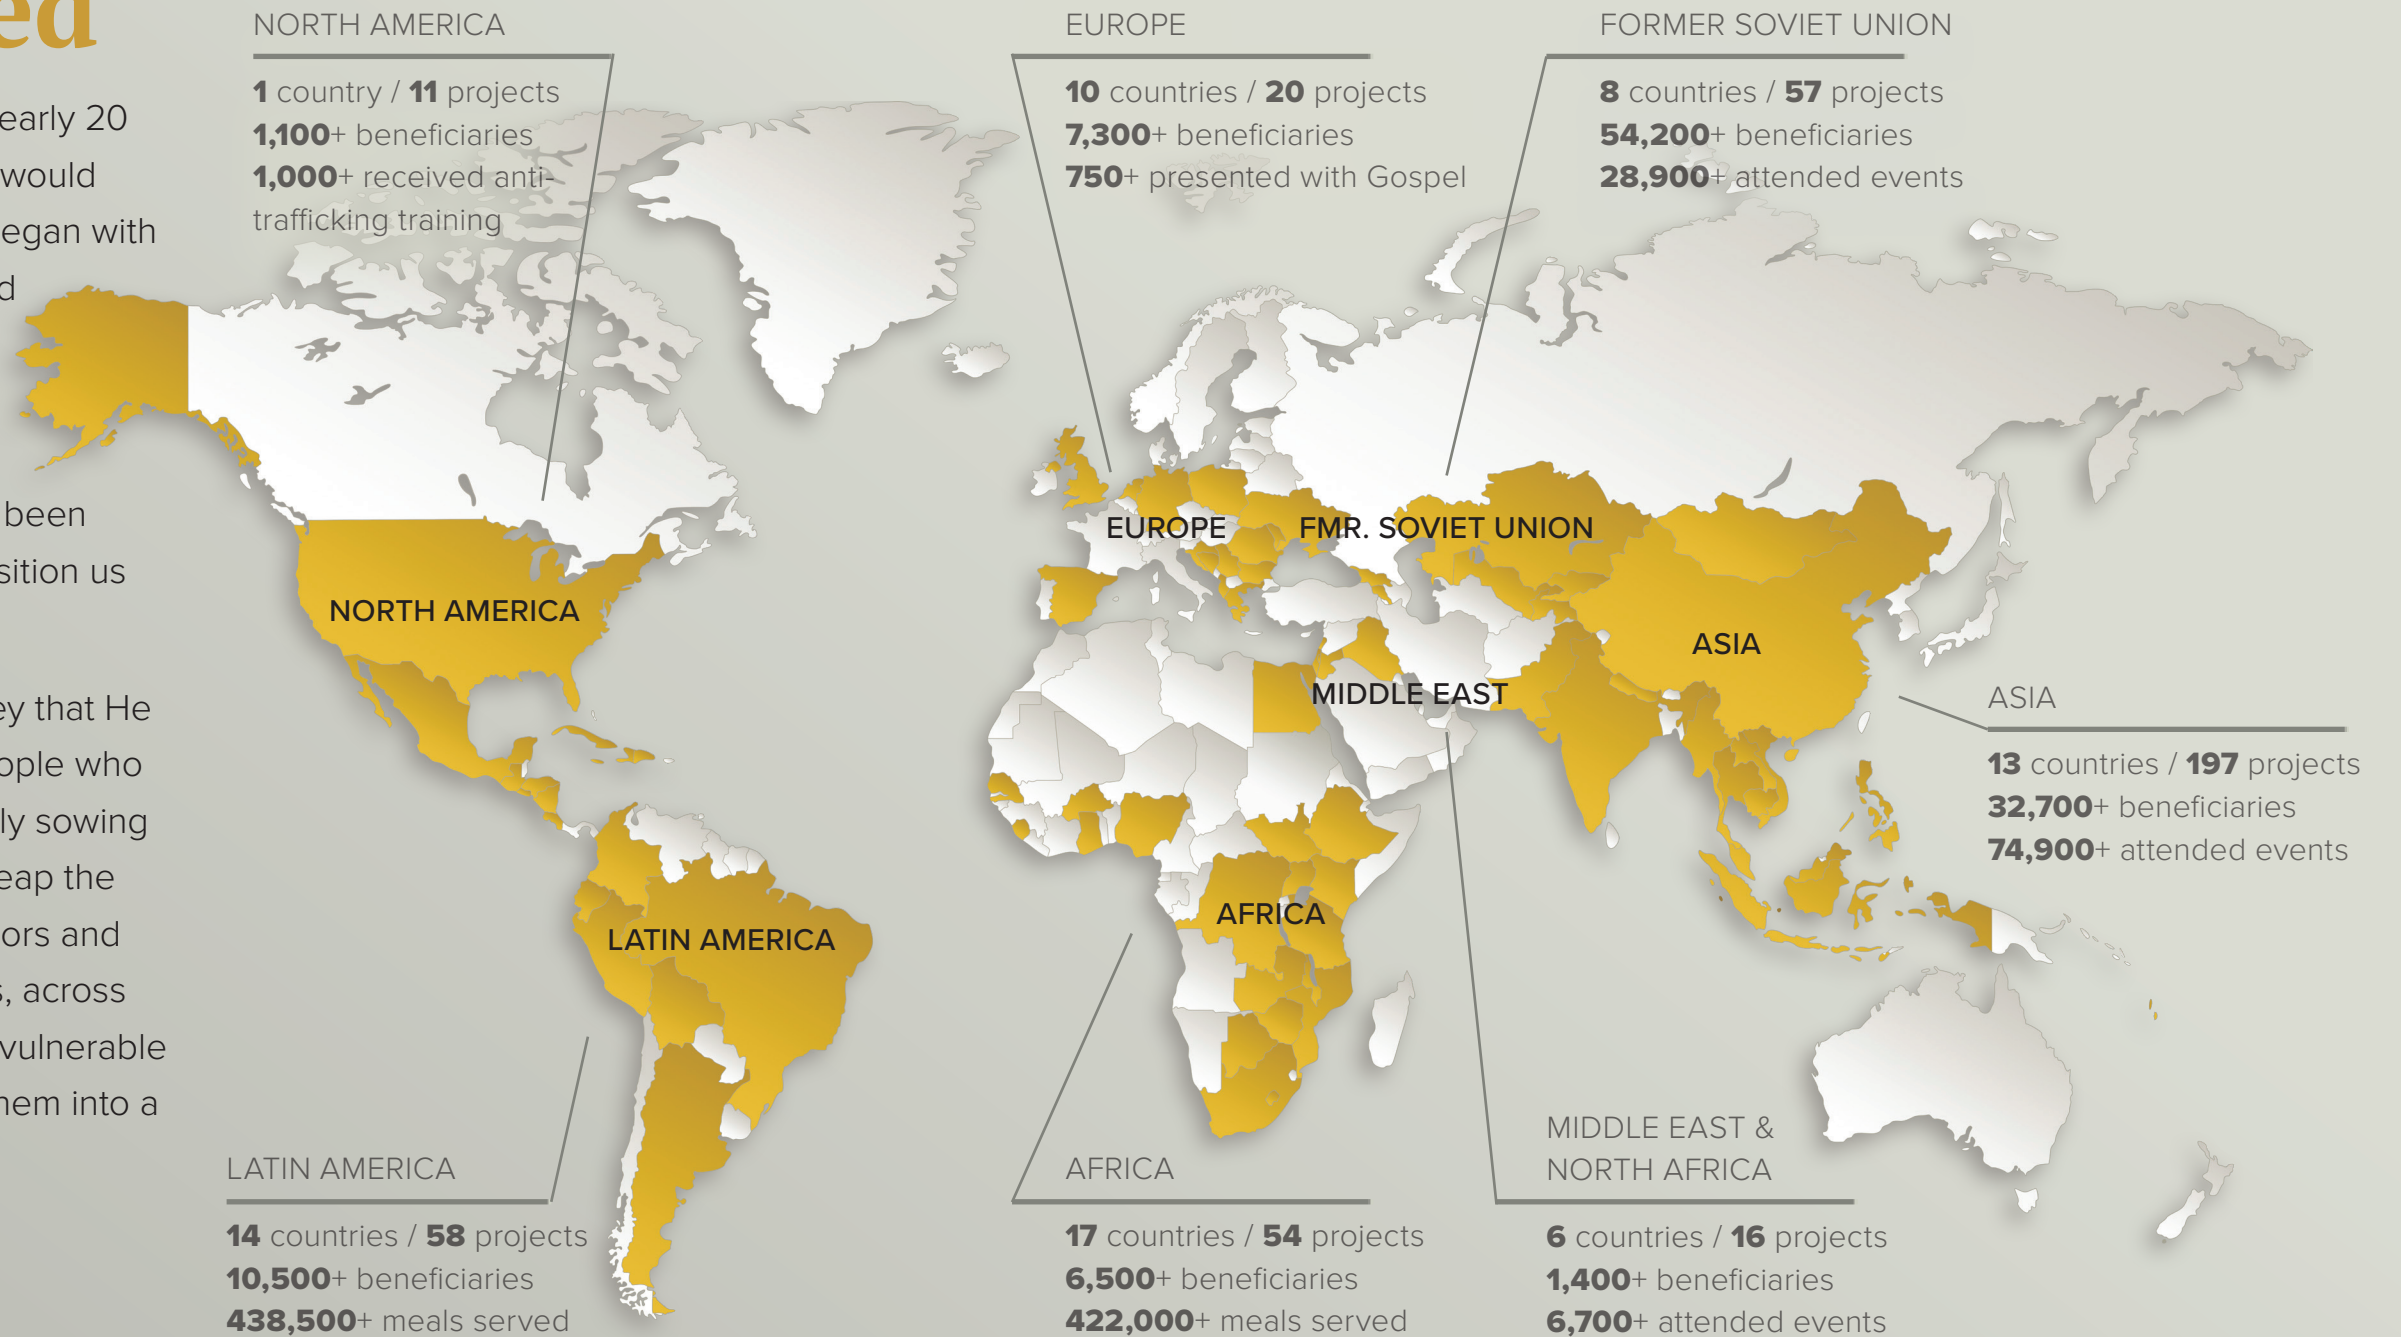 ed
early 20
would
egan with
d
been
sition us
ey that He
ople who
ly sowing
eap the
ors and
s, across
vulnerable
hem into a
NORTH AMERICA
1 country / 11 projects
1,100+ beneficiaries
1,000+ received anti-
trafficking training
EUROPE
10 countries / 20 projects
7,300+ beneficiaries
750+ presented with Gospel
FORMER SOVIET UNION
8 countries / 57 projects
54,200+ beneficiaries
28,900+ attended events
NORTH AMERICA
EUROPE
FMR. SOVIET UNION
ASIA
MIDDLE EAST
AFRICA
LATIN AMERICA
ASIA
13 countries / 197 projects
32,700+ beneficiaries
74,900+ attended events
LATIN AMERICA
14 countries / 58 projects
10,500+ beneficiaries
438,500+ meals served
AFRICA
17 countries / 54 projects
6,500+ beneficiaries
422,000+ meals served
MIDDLE EAST &
NORTH AFRICA
6 countries / 16 projects
1,400+ beneficiaries
6,700+ attended events